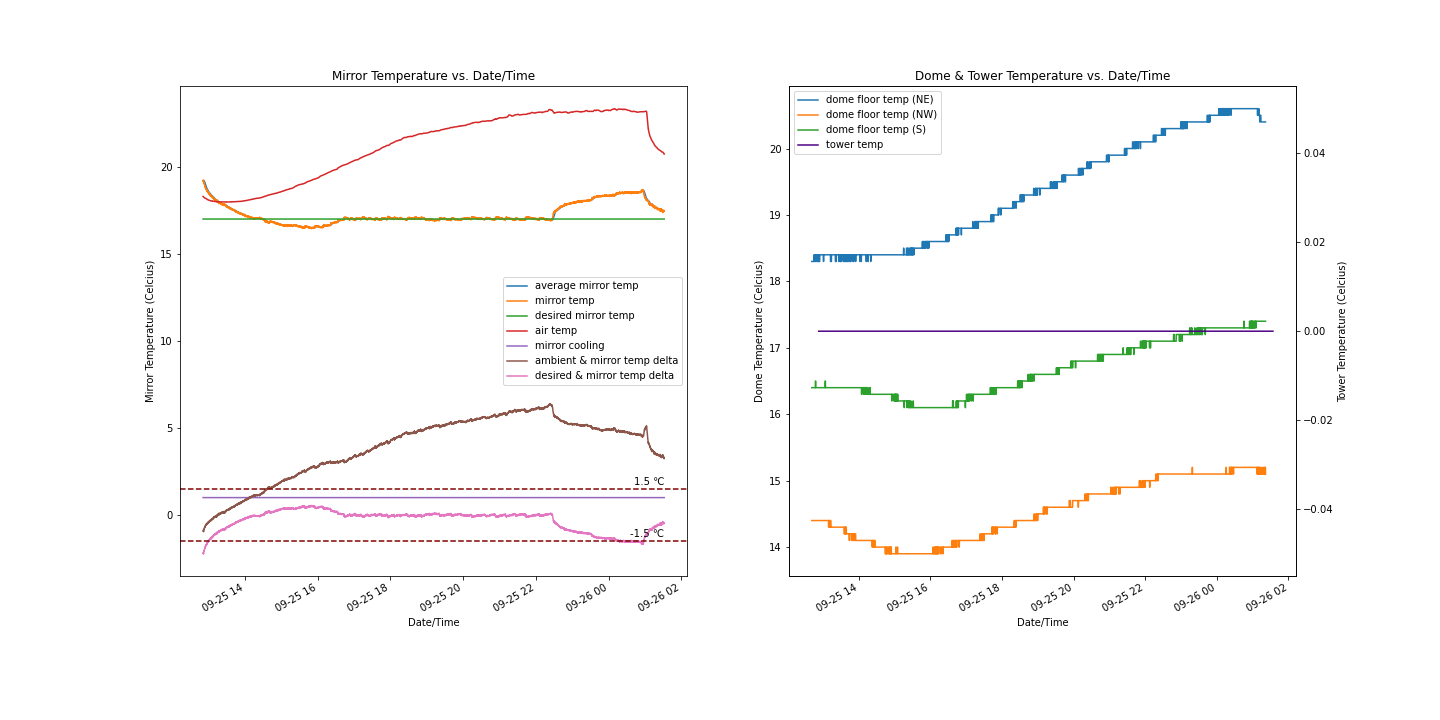 Mirror Temperature vs. Date/Time
Mirror Temperature (Celcius)
20
15
10
5
0
average mirror temp
mirror temp
desired mirror temp
air temp
mirror cooling
ambient & mirror temp delta
desired & mirror temp delta
1.5 °C
-1.5 °C
09-25 14
09-25 16
09-25 18
09-25 20
09-25 22
09-26 00
09-26 02
Date/Time
Dome & Tower Temperature vs. Date/Time
Dome Temperature (Celcius)
20
19
18
17
16
15
14
dome floor temp (NE)
dome floor temp (NW)
dome floor temp (S)
tower temp
0.04
0.02
0.00
−0.02
−0.04
Tower Temperature (Celcius)
09-25 14
09-25 16
09-25 18
09-25 20
09-25 22
09-26 00
09-26 02
Date/Time